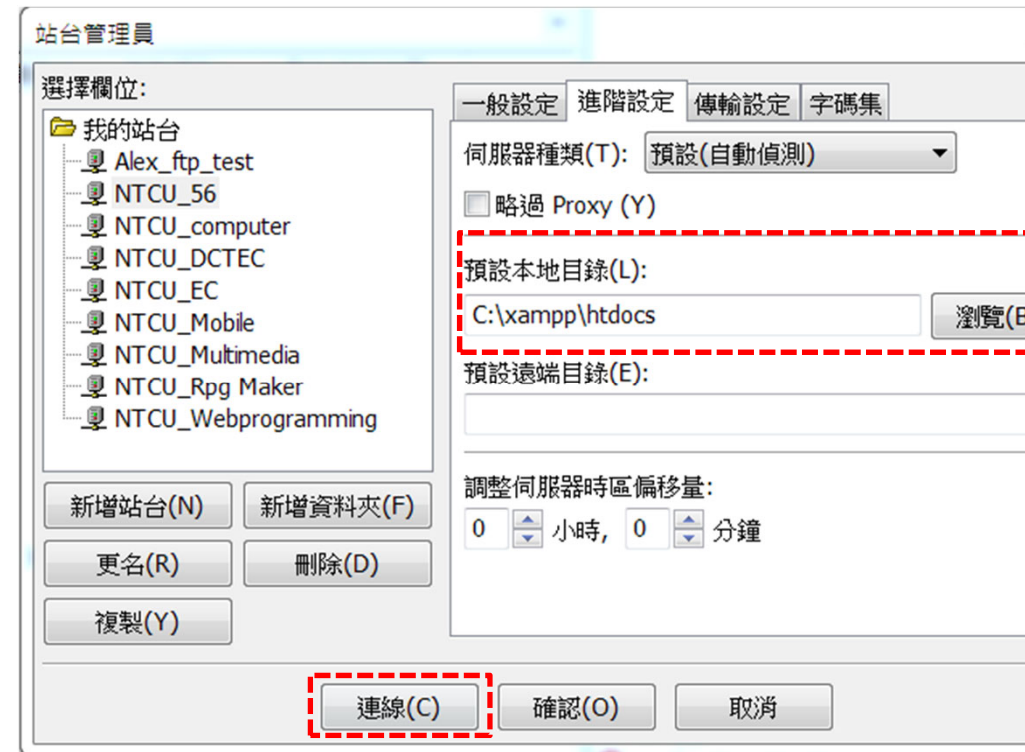 站台管理員
選擇欄位:
我的站台
Alex_ftp_test
NTCU_56
NTCU_computer
NTCU_DCTEC
NTCU_EC
NTCU_Mobile
NTCU_Multimedia
NTCU_Rpg Maker
NTCU_Webprogramming
新增站台(N) 新增資料夾(F)
更名(R) 刪除(D)
複製(Y)
一般設定 進階設定 傳輸設定 字碼集
伺服器種類(T): 預設(自動偵測)
略過 Proxy (Y)
預設本地目錄(L):
C:\xampp\htdocs 瀏覽(B
預設遠端目錄(E):
調整伺服器時區偏移量:
0 小時, 0 分鐘
連線(C) 確認(O) 取消